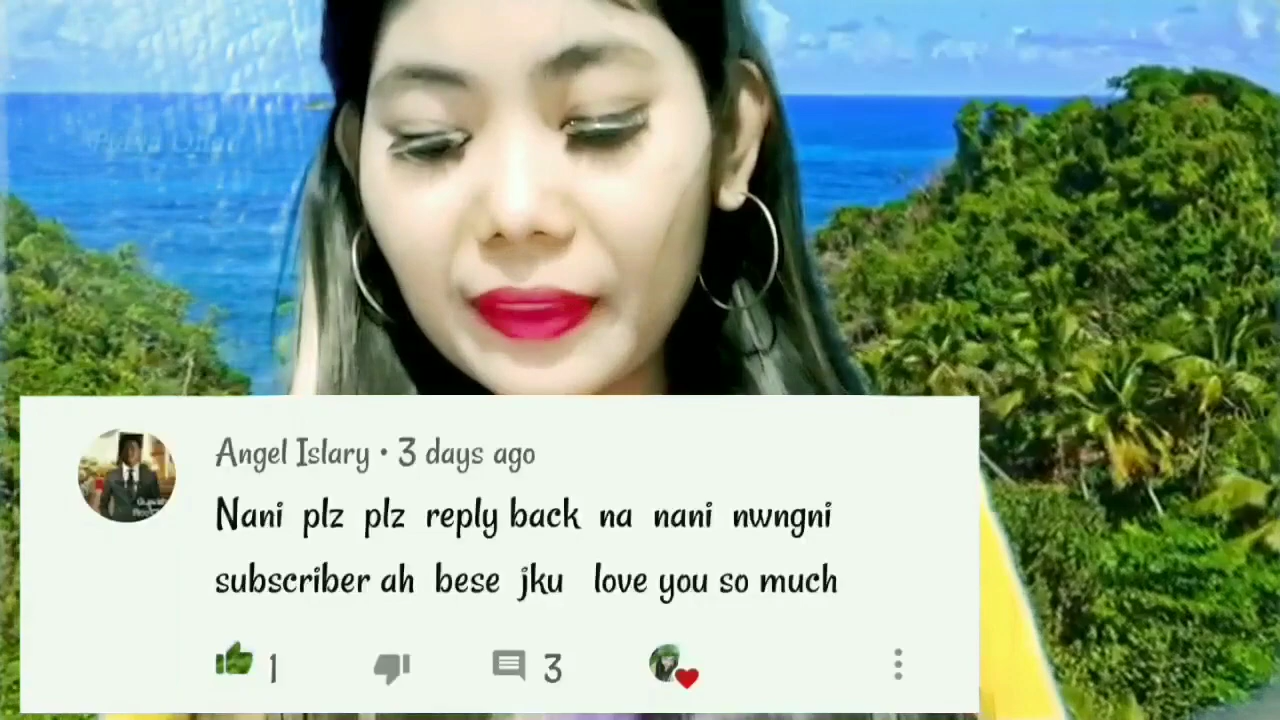 Angel Islary • 3 days ago
Nani plz plz reply back na nani nwngni
subscriber ah bese jku love you so much
1
3